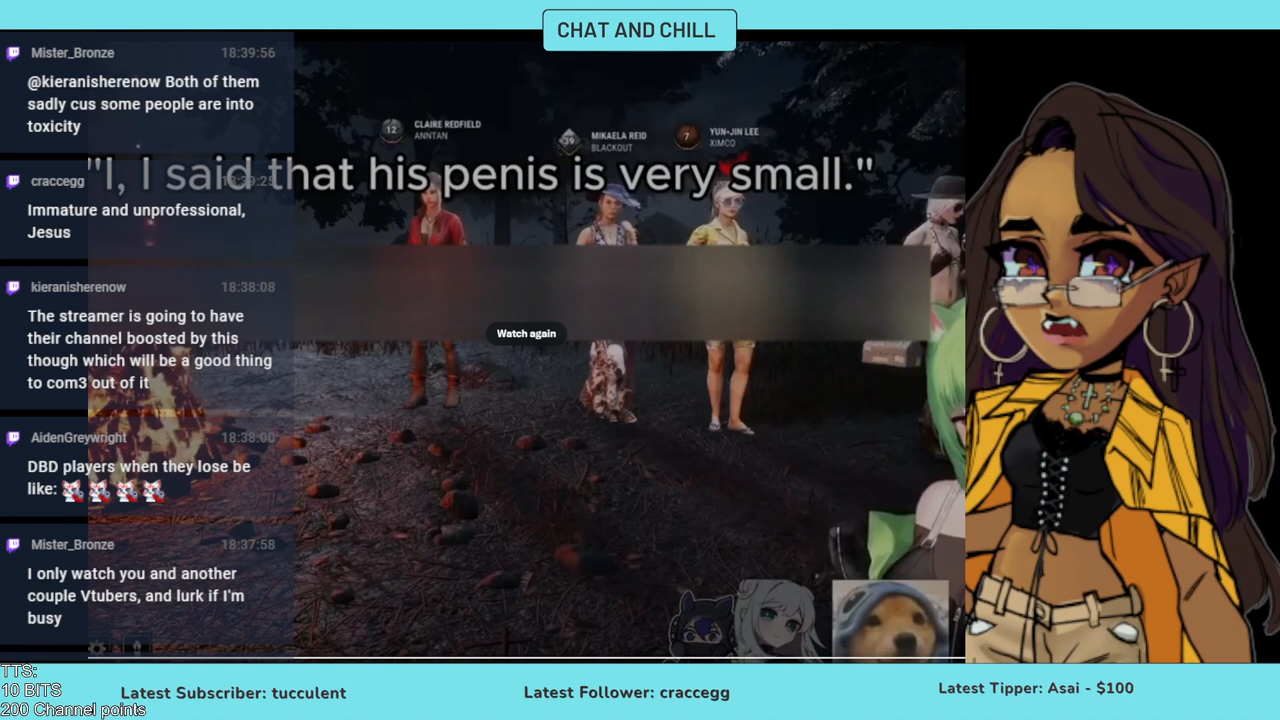 CHAT AND CHILL
Mister_Bronze 18:39:56
@kieranisherenow Both of them
sadly cus some people are into
toxicity
craccegg 18:39:25
Immature and unprofessional,
Jesus
kieranisherenow 18:38:08
The streamer is going to have
their channel boosted by this
though which will be a good thing
to com3 out of it
AidenGreywright 18:38:00
DBD players when they lose be
like:
Mister_Bronze 18:37:58
I only watch you and another
couple Vtubers, and lurk if I'm
busy
12 CLAIRE REDFIELD
ANNTAN
39 MIKAELA REID
BLACKOUT
7 YUN-JIN LEE
XIMCO
"I, I said that his penis is very small."
Watch again
TTS:
10 BITS
200 Channel points
Latest Subscriber: tucculent
Latest Follower: craccegg
Latest Tipper: Asai - $100